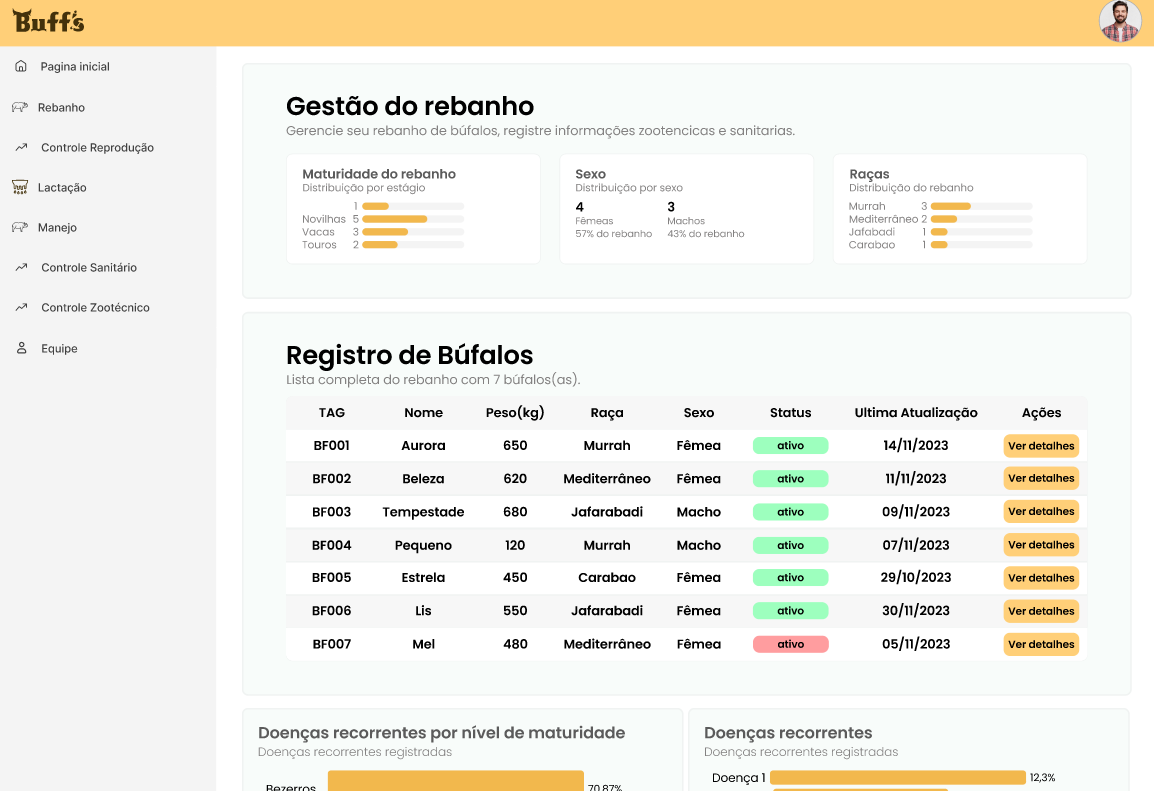 Buff's
Pagina inicial
Rebanho
Controle Reprodução
Lactação
Manejo
Controle Sanitário
Controle Zootécnico
Equipe
Gestão do rebanho
Gerencie seu rebanho de búfalos, registre informações zootencicas e sanitarias.
Maturidade do rebanho
Distribuição por estágio
1
Novilhas 5
Vacas 3
Touros 2
Sexo
Distribuição por sexo
4 3
Fêmeas Machos
57% do rebanho 43% do rebanho
Raças
Distribuição do rebanho
Murrah 3
Mediterrâneo 2
Jafabadi 1
Carabao 1
Registro de Búfalos
Lista completa do rebanho com 7 búfalos(as).
TAG Nome Peso(kg) Raça Sexo Status Ultima Atualização Ações
BF001 Aurora 650 Murrah Fêmea ativo 14/11/2023 Ver detalhes
BF002 Beleza 620 Mediterrâneo Fêmea ativo 11/11/2023 Ver detalhes
BF003 Tempestade 680 Jafarabadi Macho ativo 09/11/2023 Ver detalhes
BF004 Pequeno 120 Murrah Macho ativo 07/11/2023 Ver detalhes
BF005 Estrela 450 Carabao Fêmea ativo 29/10/2023 Ver detalhes
BF006 Lis 550 Jafarabadi Fêmea ativo 30/11/2023 Ver detalhes
BF007 Mel 480 Mediterrâneo Fêmea ativo 05/11/2023 Ver detalhes
Doenças recorrentes por nível de maturidade
Doenças recorrentes registradas
Bezerros 70,87%
Doenças recorrentes
Doenças recorrentes registradas
Doença 1 12,3%